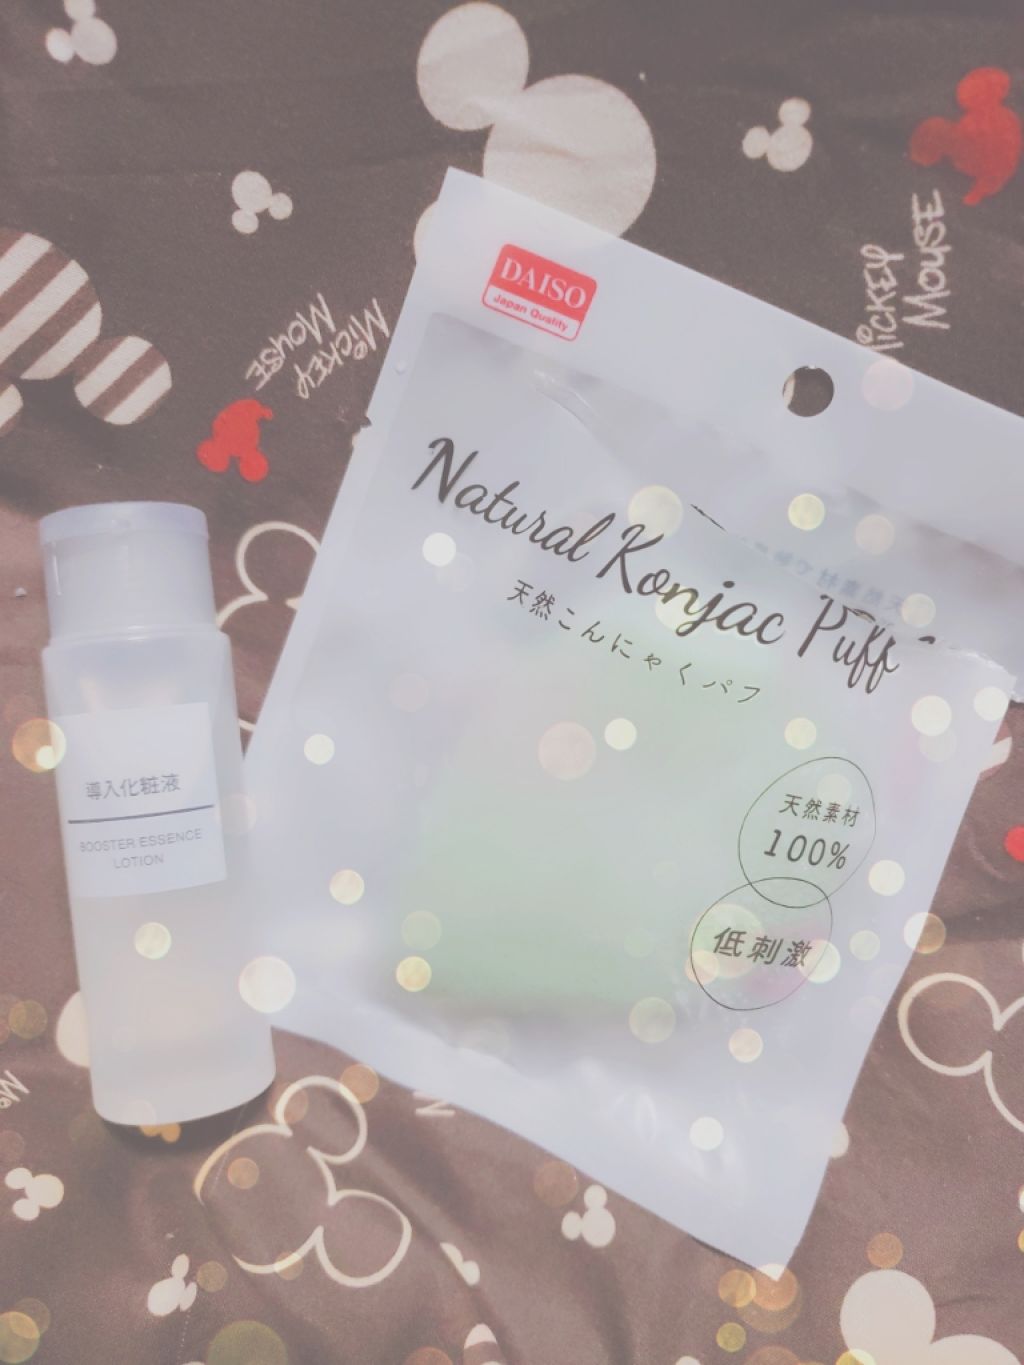 DAISO
Japan Quality
Natural Konjac Puff
天然こんにゃくパフ
天然素材
100%
低刺激
導入化粧液
BOOSTER ESSENCE
LOTION
MICKEY
MOUSE
MICKEY
MOUSE